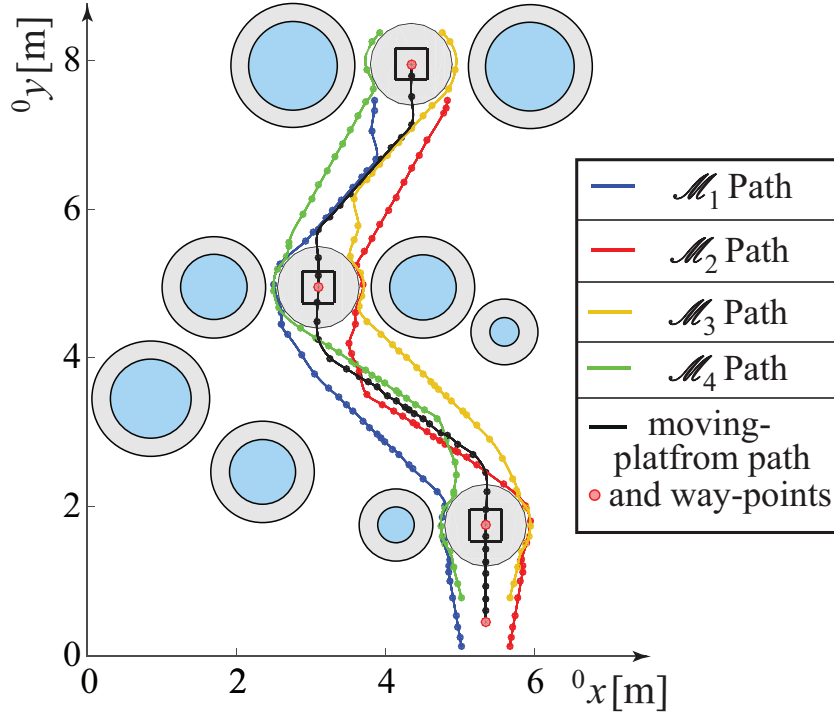 ⁰y[m]
8
6
4
2
0
0
2
4
6
⁰x[m]
ℳ₁ Path
ℳ₂ Path
ℳ₃ Path
ℳ₄ Path
moving-
platfrom path
and way-points